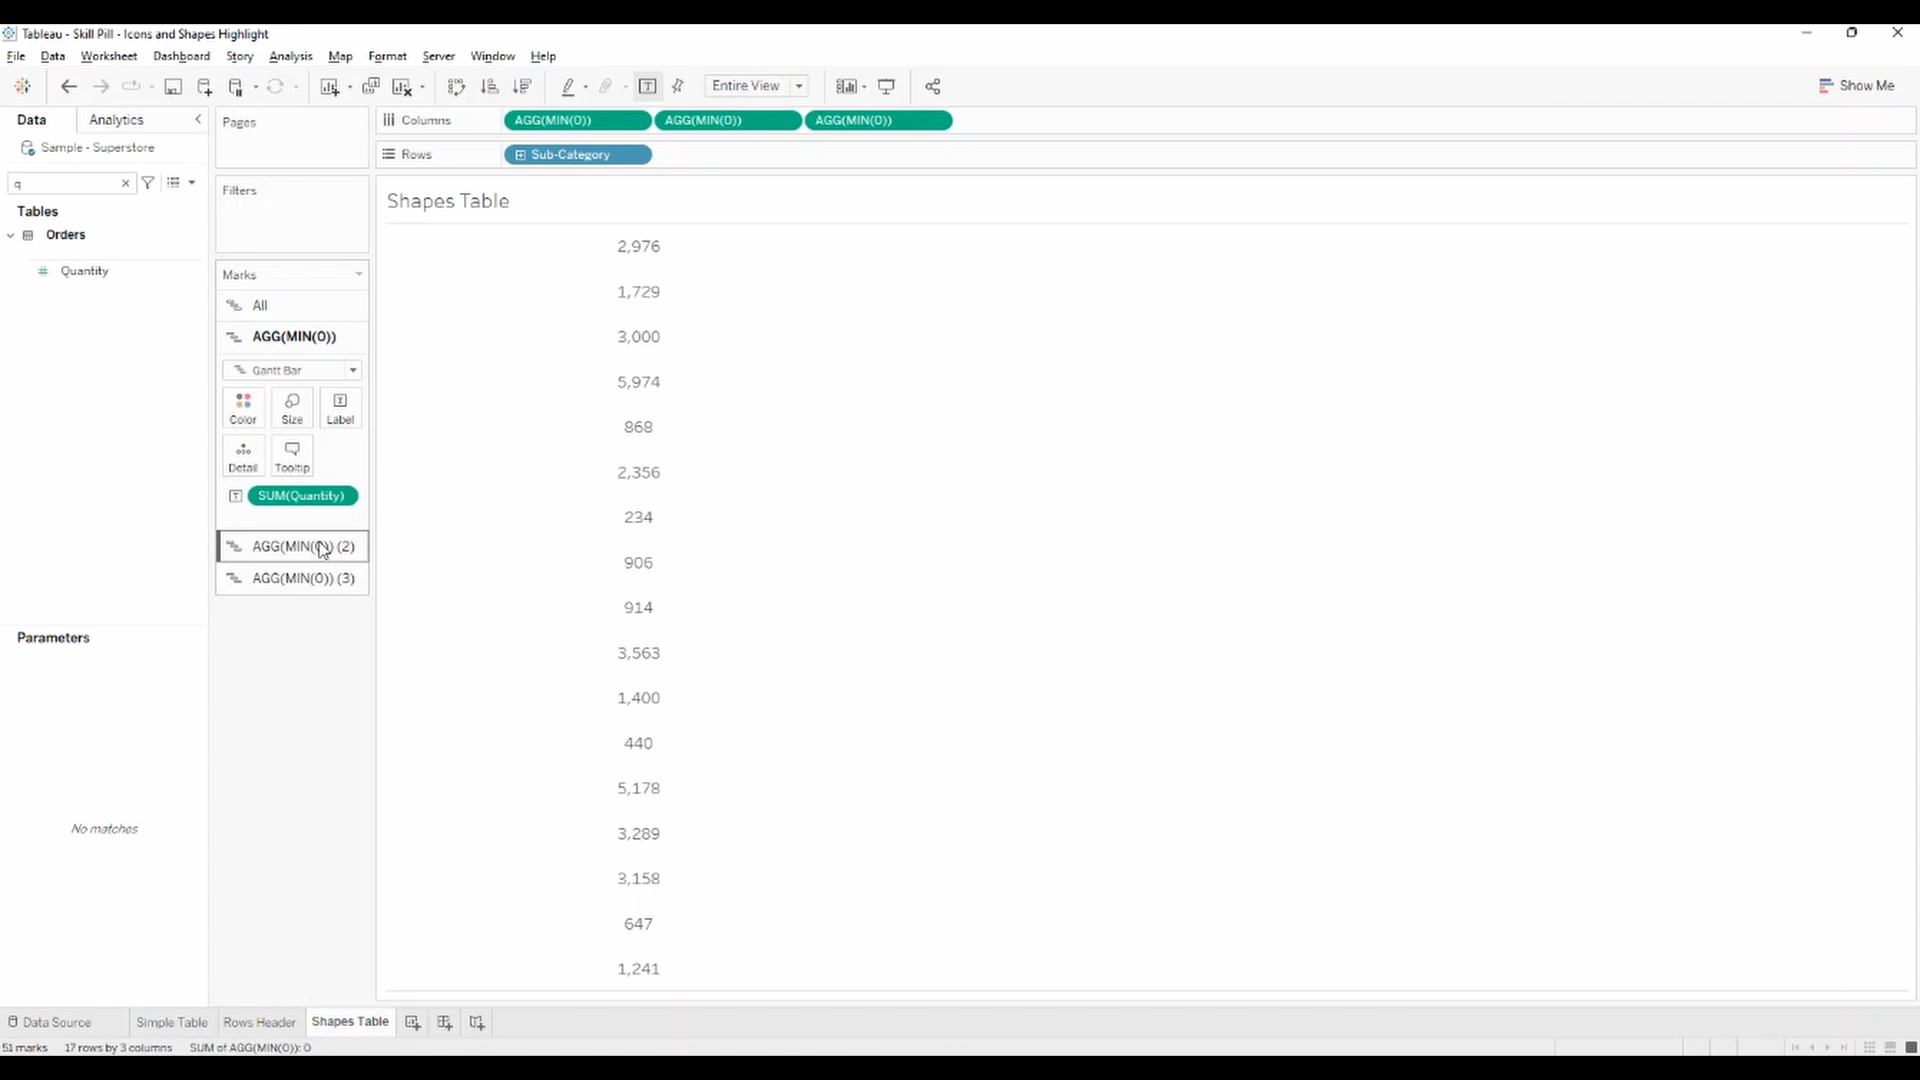 Tableau - Skill Pill - Icons and Shapes Highlight
File Data Worksheet Dashboard Story Analysis Map Format Server Window Help
Entire View
Show Me
Data Analytics
Sample - Superstore
q
Tables
Orders
Quantity
Parameters
No matches
Pages
Filters
Marks
All
AGG(MIN(0))
Gantt Bar
Color Size Label
Detail Tooltip
SUM(Quantity)
AGG(MIN(0)) (2)
AGG(MIN(0)) (3)
Columns AGG(MIN(0)) AGG(MIN(0)) AGG(MIN(0))
Rows Sub-Category
Shapes Table
2,976
1,729
3,000
5,974
868
2,356
234
906
914
3,563
1,400
440
5,178
3,289
3,158
647
1,241
Data Source Simple Table Rows Header Shapes Table
51 marks 17 rows by 3 columns SUM of AGG(MIN(0)): 0